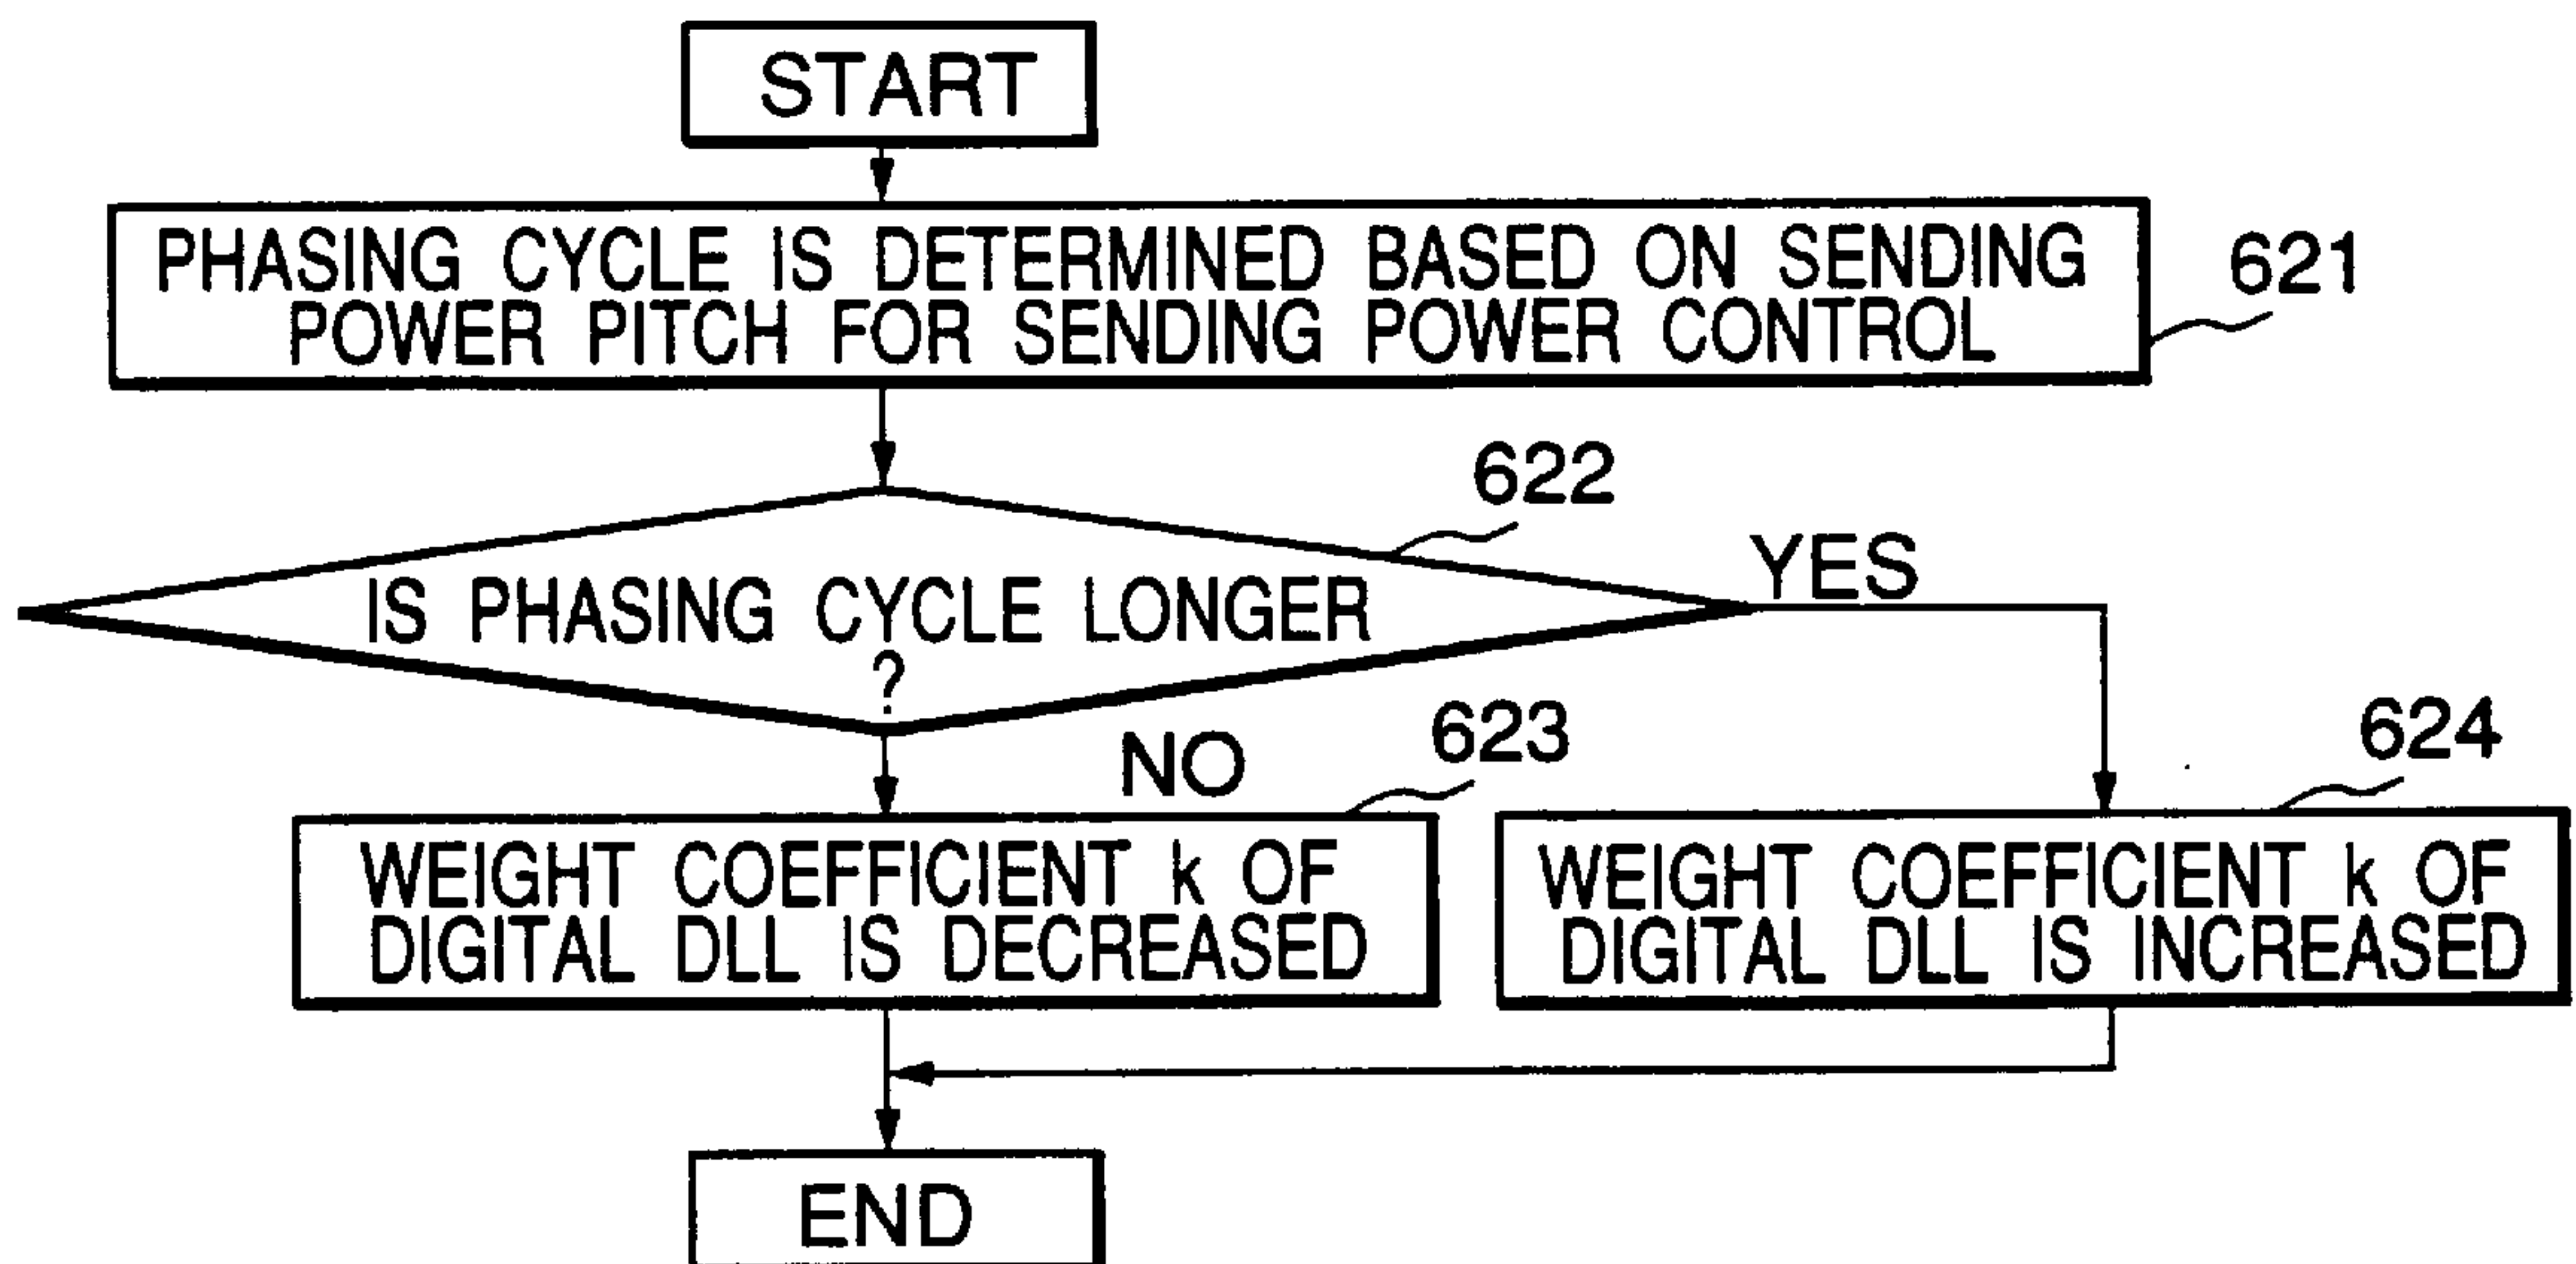 START
PHASING CYCLE IS DETERMINED BASED ON SENDING
POWER PITCH FOR SENDING POWER CONTROL
621
622
IS PHASING CYCLE LONGER
?
YES
NO
623
624
WEIGHT COEFFICIENT k OF
DIGITAL DLL IS DECREASED
WEIGHT COEFFICIENT k OF
DIGITAL DLL IS INCREASED
END